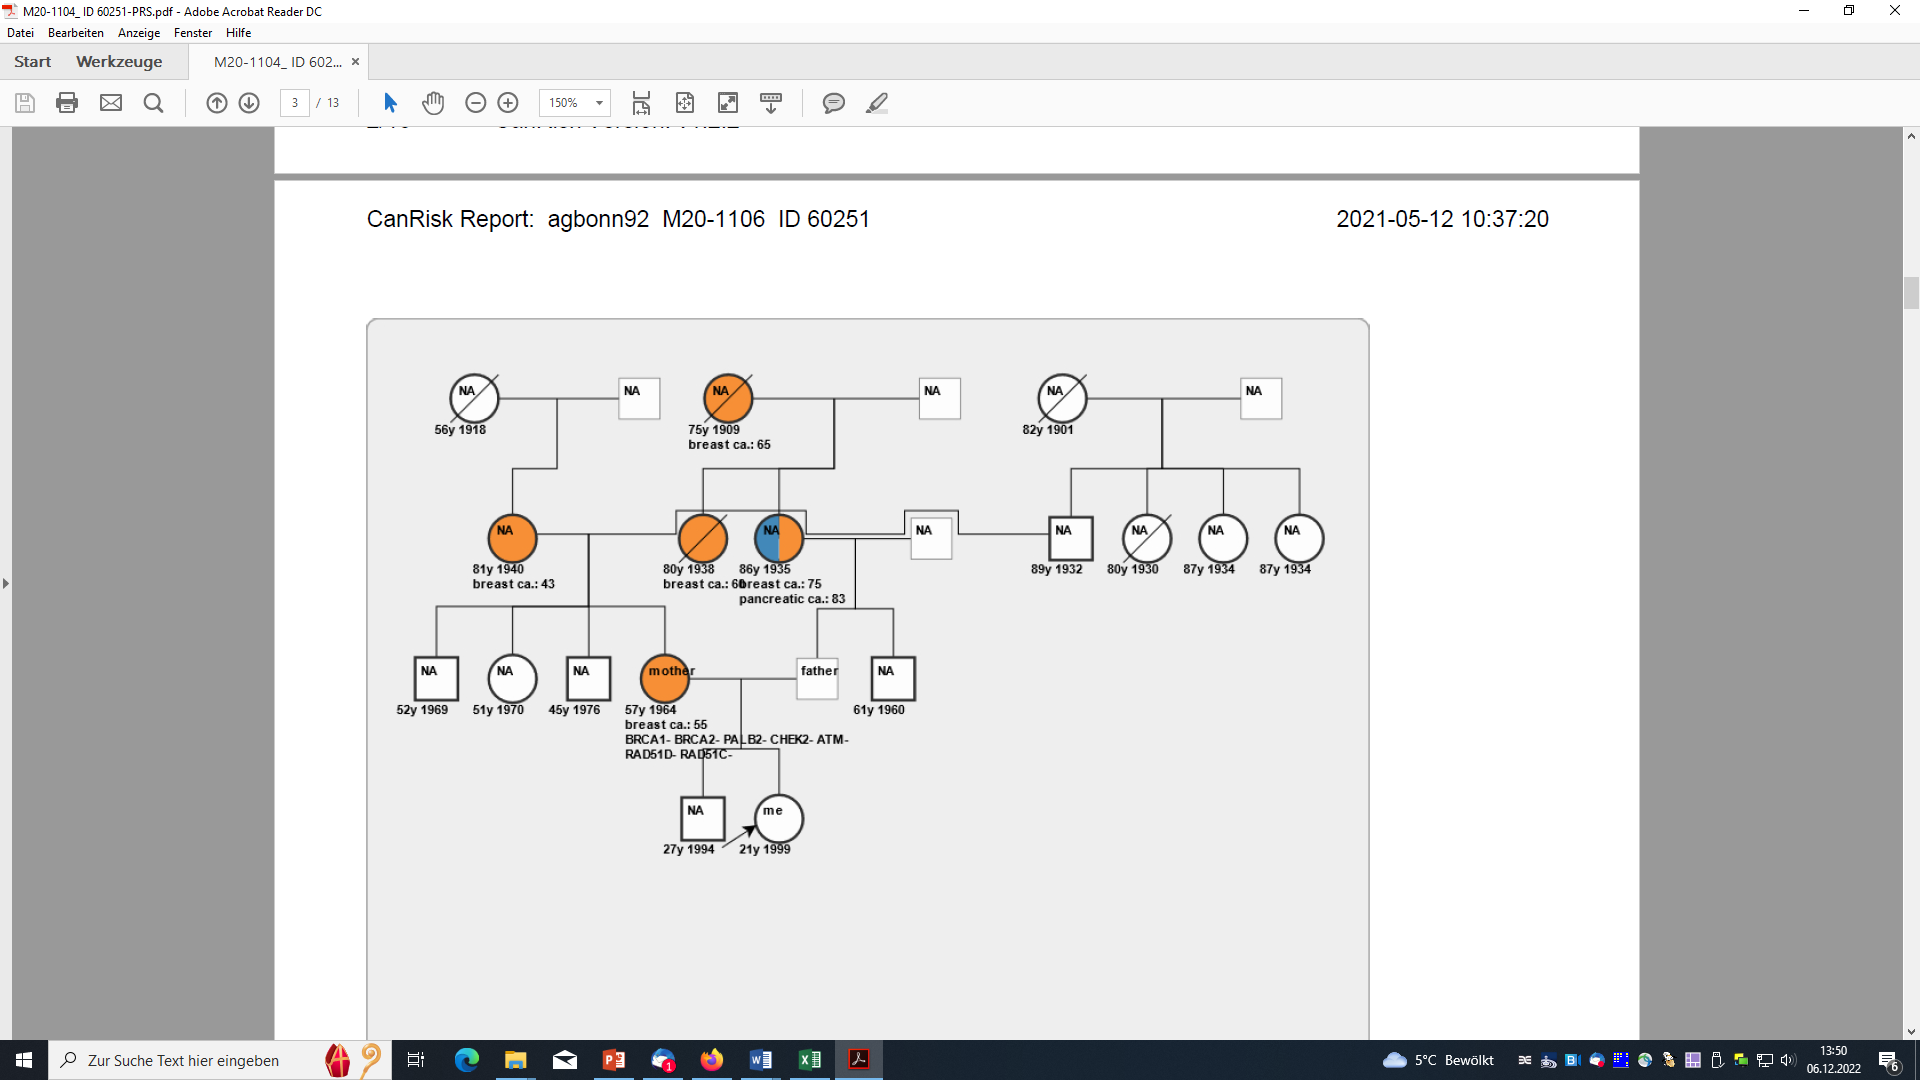 M20-1104_ ID 60251-PRS.pdf - Adobe Acrobat Reader DC
Datei Bearbeiten Anzeige Fenster Hilfe
Start Werkzeuge M20-1104_ ID 602... ×
3 / 13 150%
CanRisk Report: agbonn92 M20-1106 ID 60251 2021-05-12 10:37:20
NA NA NA NA NA NA
56y 1918 75y 1909 82y 1901
breast ca.: 65
NA NA NA NA NA NA NA
81y 1940 80y 1938 86y 1935 89y 1932 80y 1930 87y 1934 87y 1934
breast ca.: 43 breast ca.: 60 breast ca.: 75
pancreatic ca.: 83
NA NA NA mother father NA
52y 1969 51y 1970 45y 1976 57y 1964 61y 1960
breast ca.: 55
BRCA1- BRCA2- PALB2- CHEK2- ATM-
RAD51D- RAD51C-
NA me
27y 1994 21y 1999
Zur Suche Text hier eingeben 1 5°C Bewölkt 13:50
06.12.2022 6